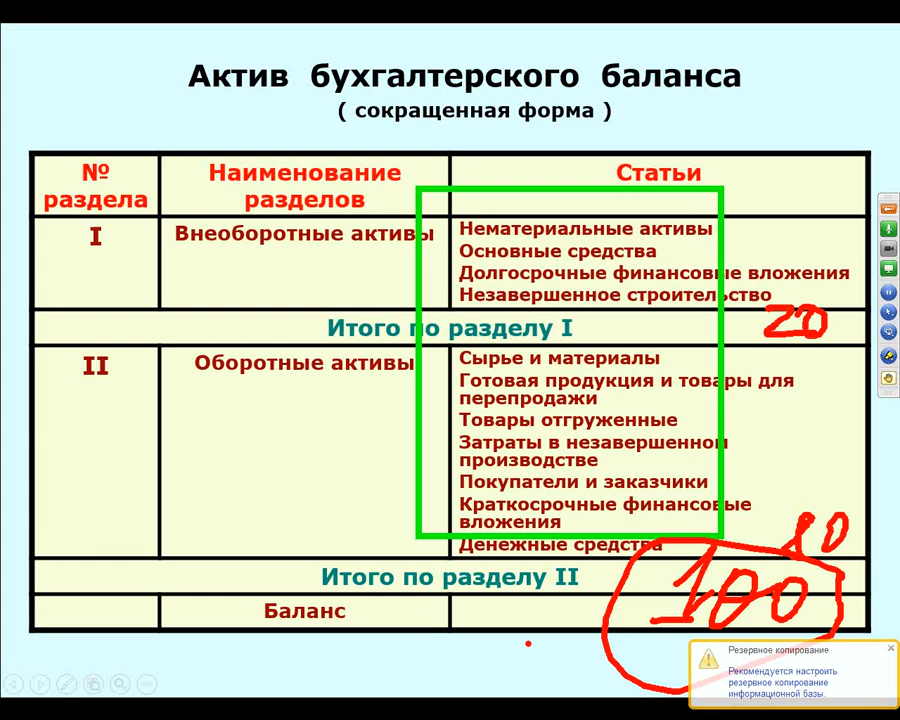 Актив бухгалтерского баланса
( сокращенная форма )
№ раздела
Наименование разделов
Статьи
I
Внеоборотные активы
Нематериальные активы
Основные средства
Долгосрочные финансовые вложения
Незавершенное строительство
Итого по разделу I
20
II
Оборотные активы
Сырье и материалы
Готовая продукция и товары для
перепродажи
Товары отгруженные
Затраты в незавершенном
производстве
Покупатели и заказчики
Краткосрочные финансовые
вложения
Денежные средства
80
Итого по разделу II
100
Баланс
Резервное копирование
Рекомендуется настроить
резервное копирование
информационной базы.